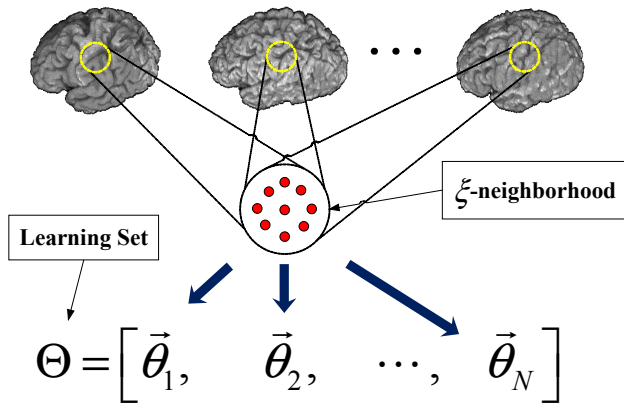 . . .
ξ-neighborhood
Learning Set
Θ = [θ⃗₁, θ⃗₂, ⋯, θ⃗_N]